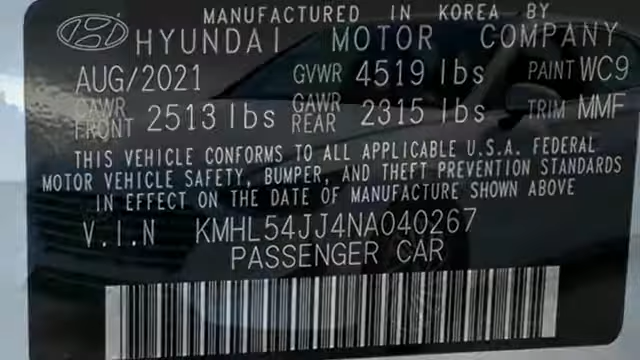 MANUFACTURED IN KOREA BY
HYUNDAI MOTOR COMPANY
AUG/2021 GVWR 4519 lbs PAINT WC9
GAWR FRONT 2513 lbs GAWR REAR 2315 lbs TRIM MMF
THIS VEHICLE CONFORMS TO ALL APPLICABLE U.S.A. FEDERAL
MOTOR VEHICLE SAFETY, BUMPER, AND THEFT PREVENTION STANDARDS
IN EFFECT ON THE DATE OF MANUFACTURE SHOWN ABOVE
V.I.N KMHL54JJ4NA040267
PASSENGER CAR